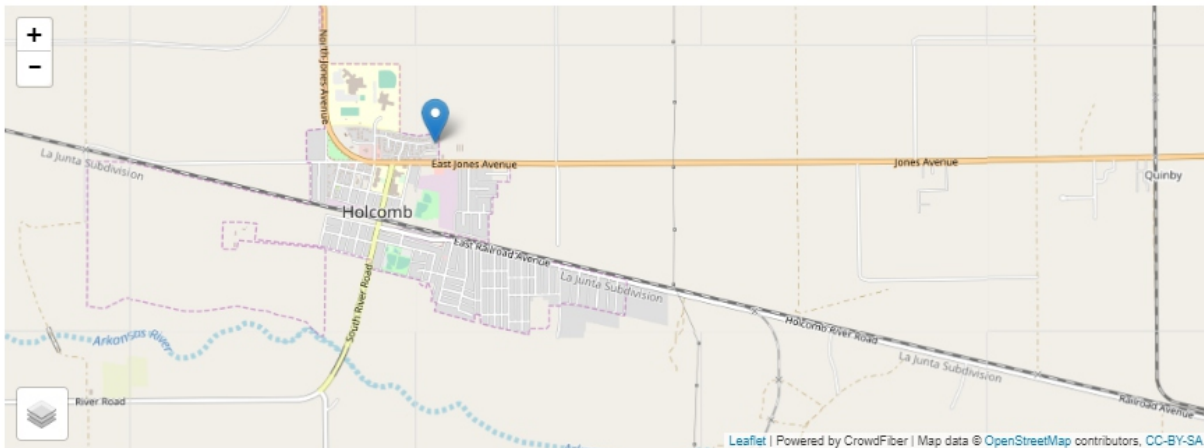 +
-
North Jones Avenue
La Junta Subdivision
East Jones Avenue
Jones Avenue
Quinby
Holcomb
East Railroad Avenue
La Junta Subdivision
South River Road
Arkansas River
Holcomb River Road
La Junta Subdivision
River Road
Railroad Avenue
Leaflet | Powered by CrowdFiber | Map data © OpenStreetMap contributors, CC-BY-SA